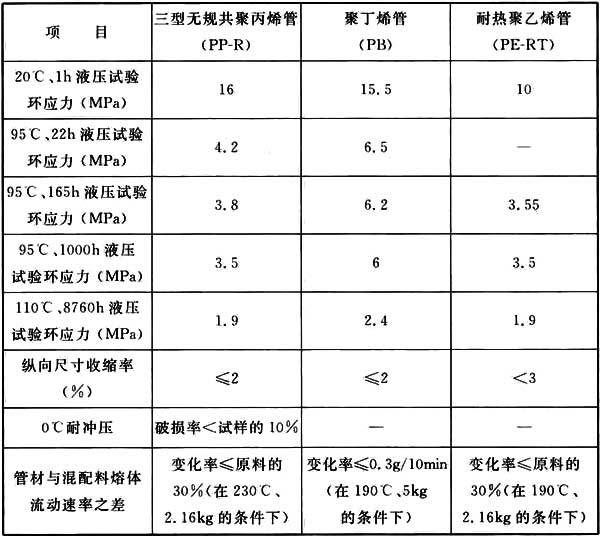 项 目
三型无规共聚丙烯管
(PP-R)
聚丁烯管
(PB)
耐热聚乙烯管
(PE-RT)
20℃、1h 液压试验
环应力(MPa)
16
15.5
10
95℃、22h 液压试验
环应力(MPa)
4.2
6.5
—
95℃、165h 液压试验
环应力(MPa)
3.8
6.2
3.55
95℃、1000h 液压
试验环应力(MPa)
3.5
6
3.5
110℃、8760h 液压
试验环应力(MPa)
1.9
2.4
1.9
纵向尺寸收缩率
(%)
≤2
≤2
<3
0℃耐冲压
破损率<试样的 10%
—
—
管材与混配料熔体
流动速率之差
变化率≤原料的
30%(在 230℃、
2.16kg 的条件下)
变化率≤0.3g/10min
(在 190℃、5kg
的条件下)
变化率≤原料的
30%(在 190℃、
2.16kg 的条件下)